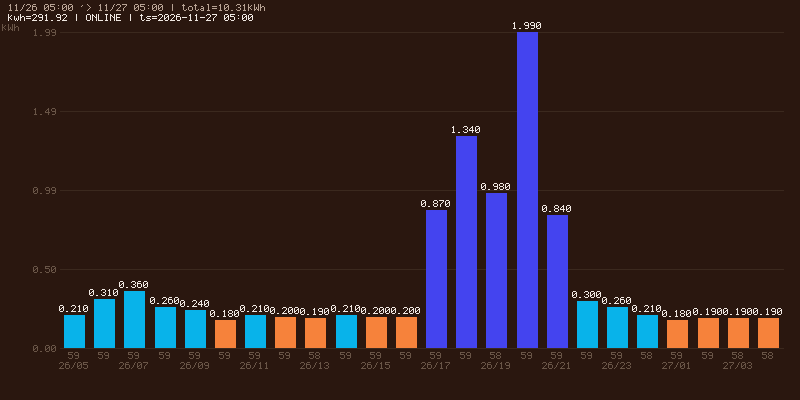 11/26 05:00 -> 11/27 05:00 | total=10.31kWh
Kwh=291.92 | ONLINE | ts=2026-11-27 05:00
kWh
1.99
1.49
0.99
0.50
0.00
0.210 0.310 0.360 0.260 0.240 0.180 0.210 0.200 0.190 0.210 0.200 0.200 0.870 1.340 0.980 1.990 0.840 0.300 0.260 0.210 0.180 0.190 0.190 0.190
59 59 59 59 59 59 59 59 58 59 59 59 59 59 58 59 59 59 59 58 59 59 58 58
26/05 26/07 26/09 26/11 26/13 26/15 26/17 26/19 26/21 26/23 27/01 27/03